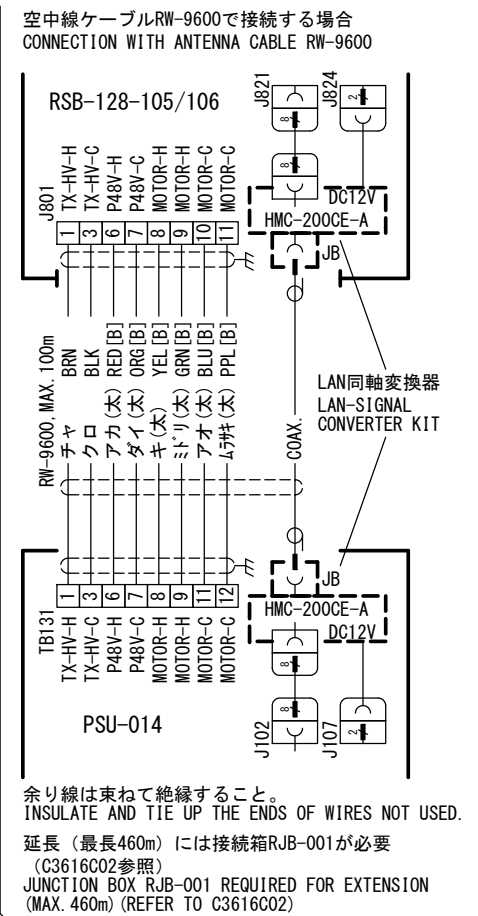 空中線ケーブルRW-9600で接続する場合
CONNECTION WITH ANTENNA CABLE RW-9600
RSB-128-105/106
J821
J824
8
2
8
J801
TX-HV-H
TX-HV-C
P48V-H
P48V-C
MOTOR-H
MOTOR-H
MOTOR-C
MOTOR-C
1 3 6 7 8 9 10 11
DC12V
HMC-200CE-A
JB
RW-9600, MAX. 100m
BRN
BLK
RED[B]
ORG[B]
YEL[B]
GRN[B]
BLU[B]
PPL[B]
チャ
クロ
アカ(太)
ダイ(太)
キ(太)
ミドリ(太)
アオ(太)
ムラサキ(太)
COAX.
LAN同軸変換器
LAN-SIGNAL
CONVERTER KIT
JB
HMC-200CE-A
DC12V
TB131
1 3 6 7 8 9 11 12
TX-HV-H
TX-HV-C
P48V-H
P48V-C
MOTOR-H
MOTOR-H
MOTOR-C
MOTOR-C
8
8
2
J102
J107
PSU-014
余り線は束ねて絶縁すること。
INSULATE AND TIE UP THE ENDS OF WIRES NOT USED.
延長（最長460m）には接続箱RJB-001が必要
（C3616C02参照）
JUNCTION BOX RJB-001 REQUIRED FOR EXTENSION
(MAX. 460m)(REFER TO C3616C02)